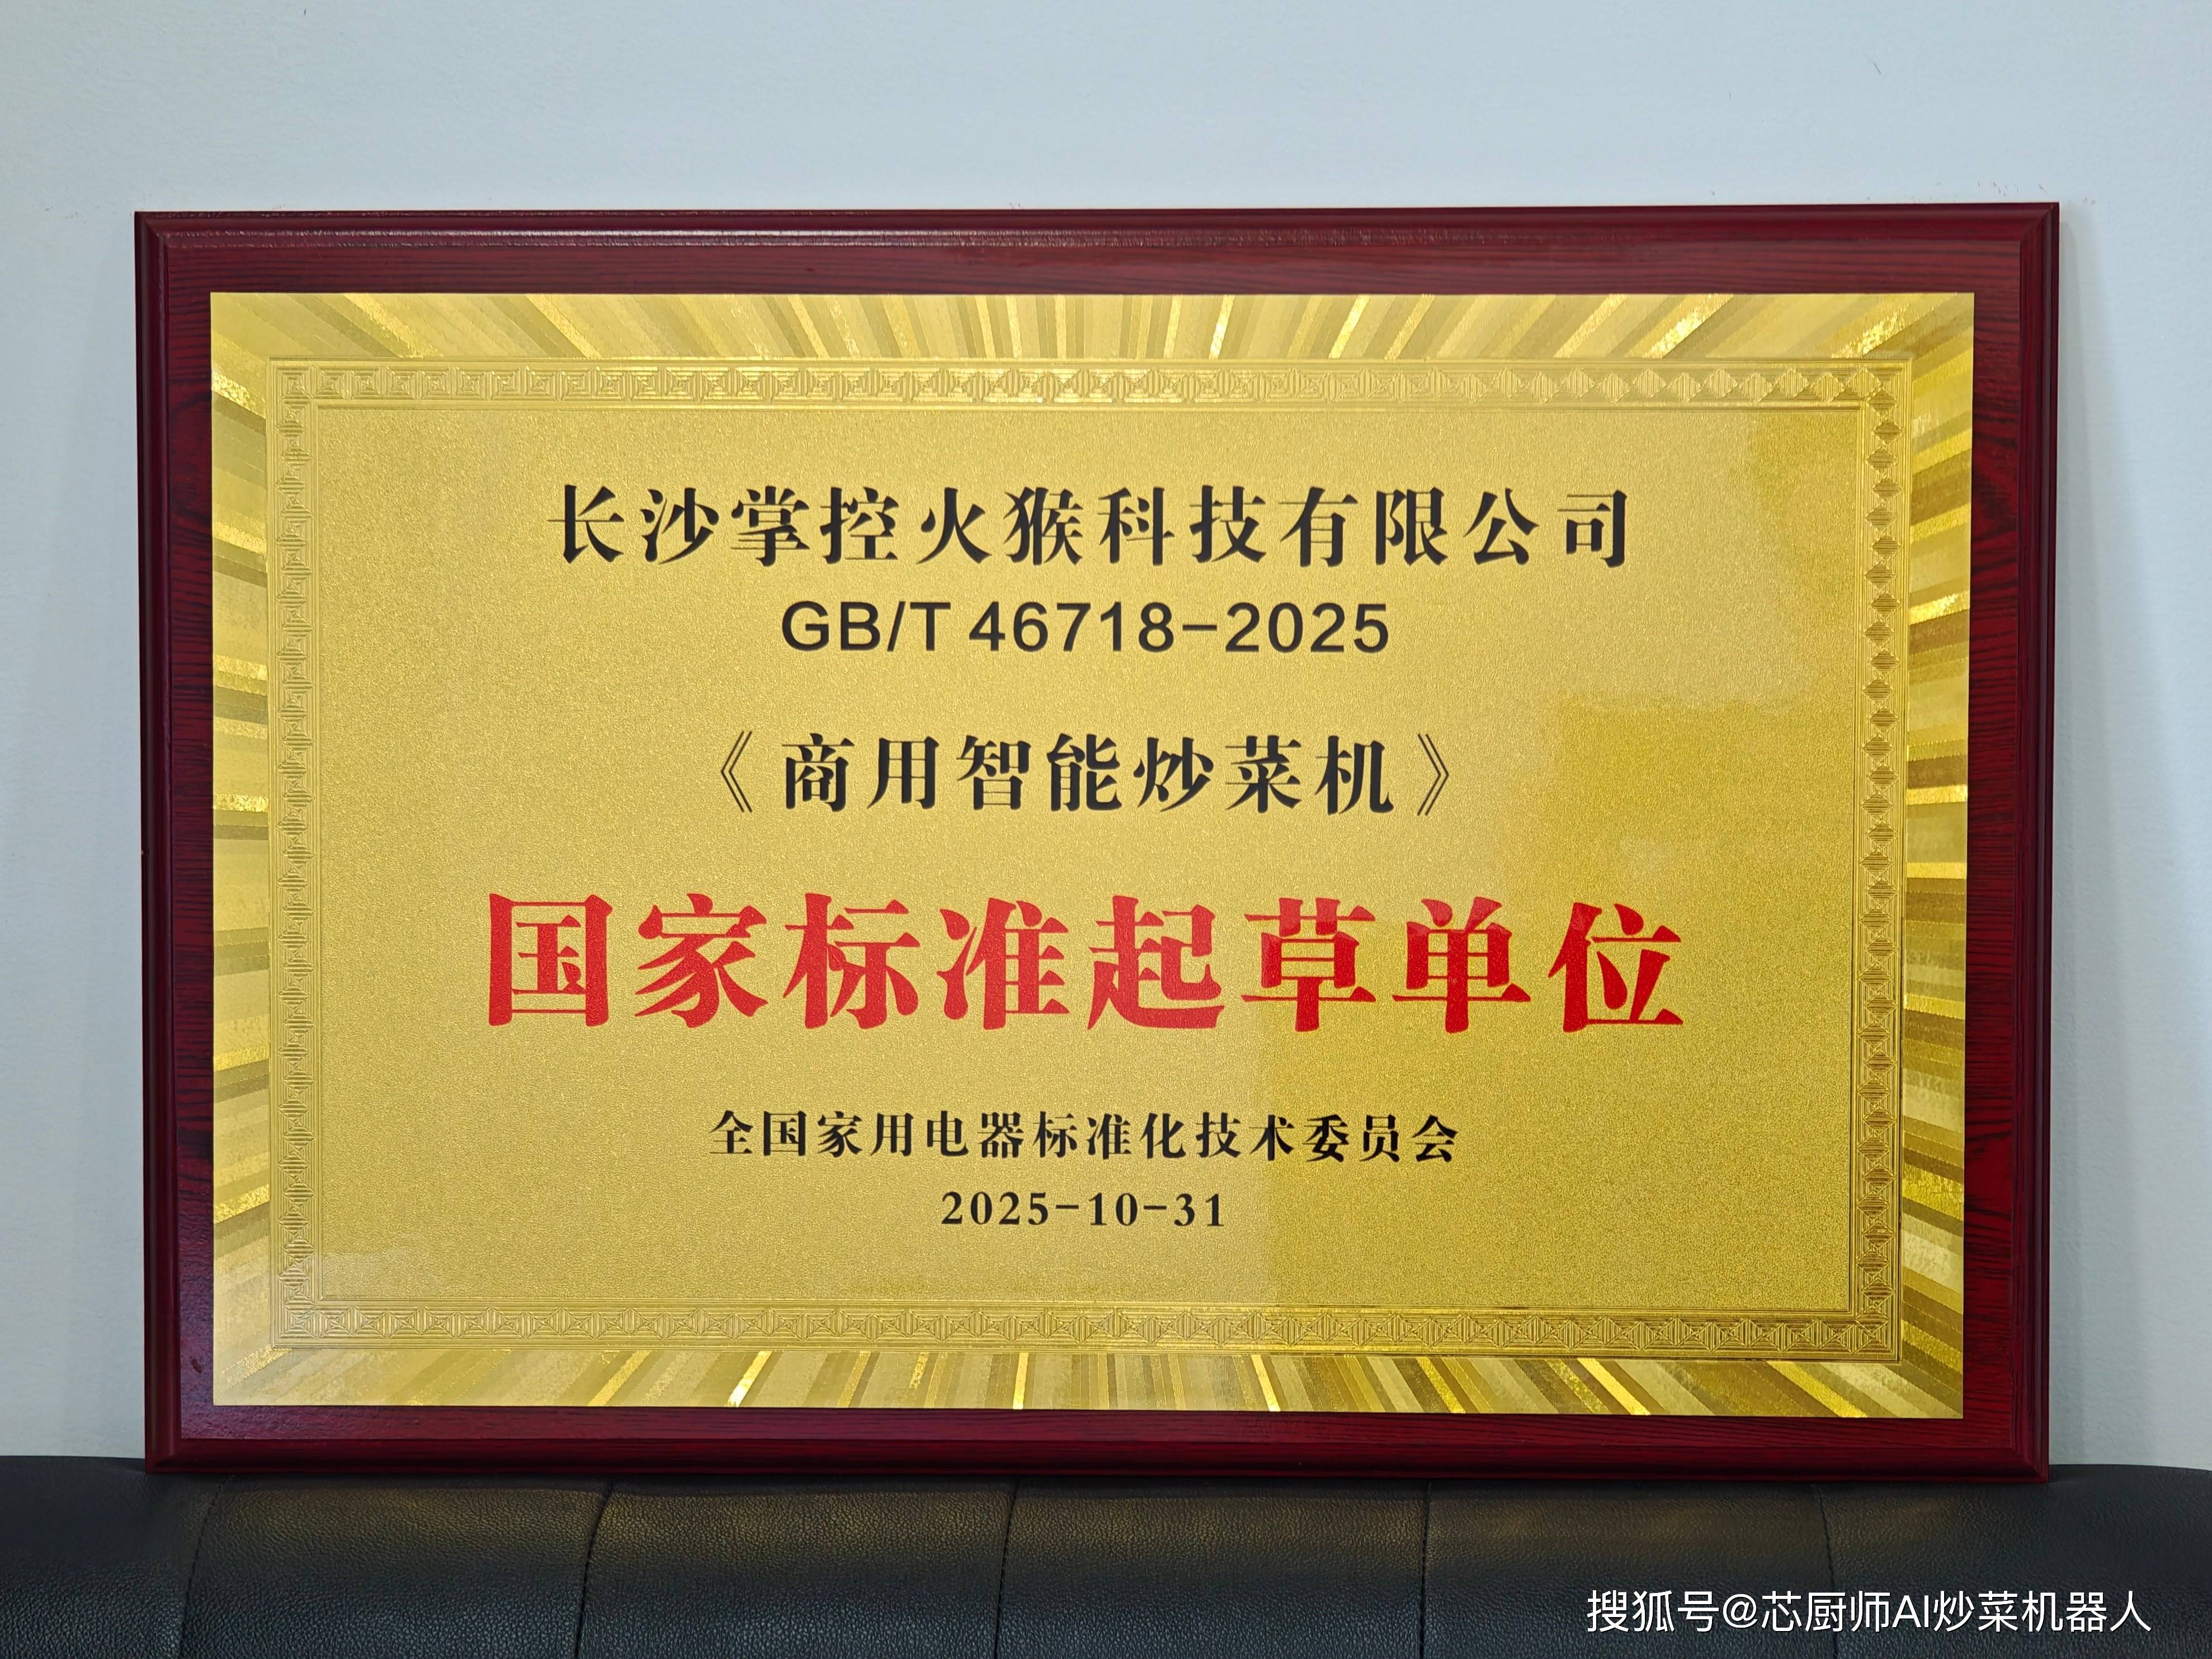 长沙掌控火猴科技有限公司
GB/T 46718-2025
《商用智能炒菜机》
国家标准起草单位
全国家用电器标准化技术委员会
2025-10-31
搜狐号@芯厨师AI炒菜机器人